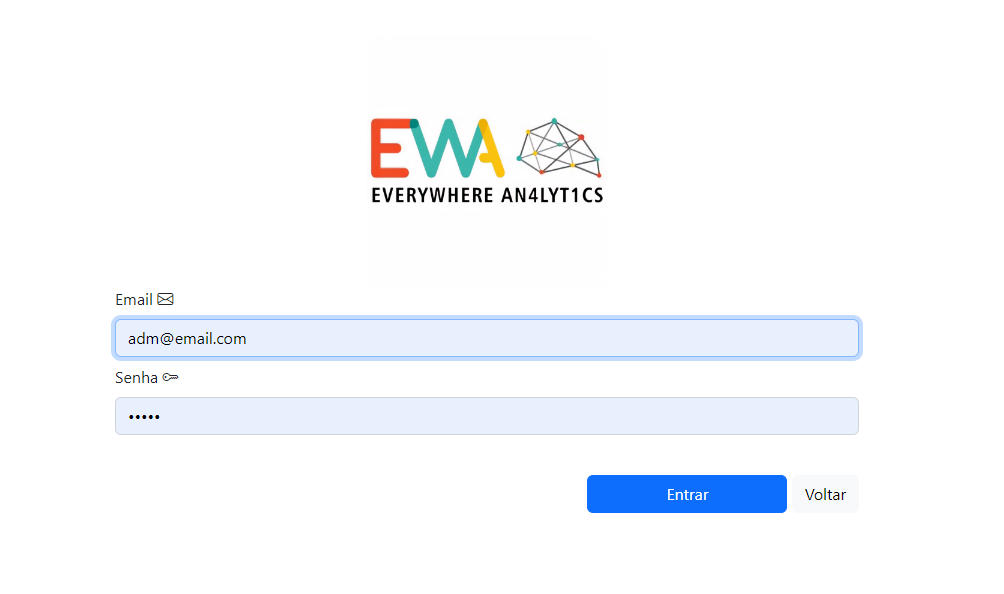 EWA
EVERYWHERE AN4LYT1CS
Email
adm@email.com
Senha
•••••
Entrar Voltar